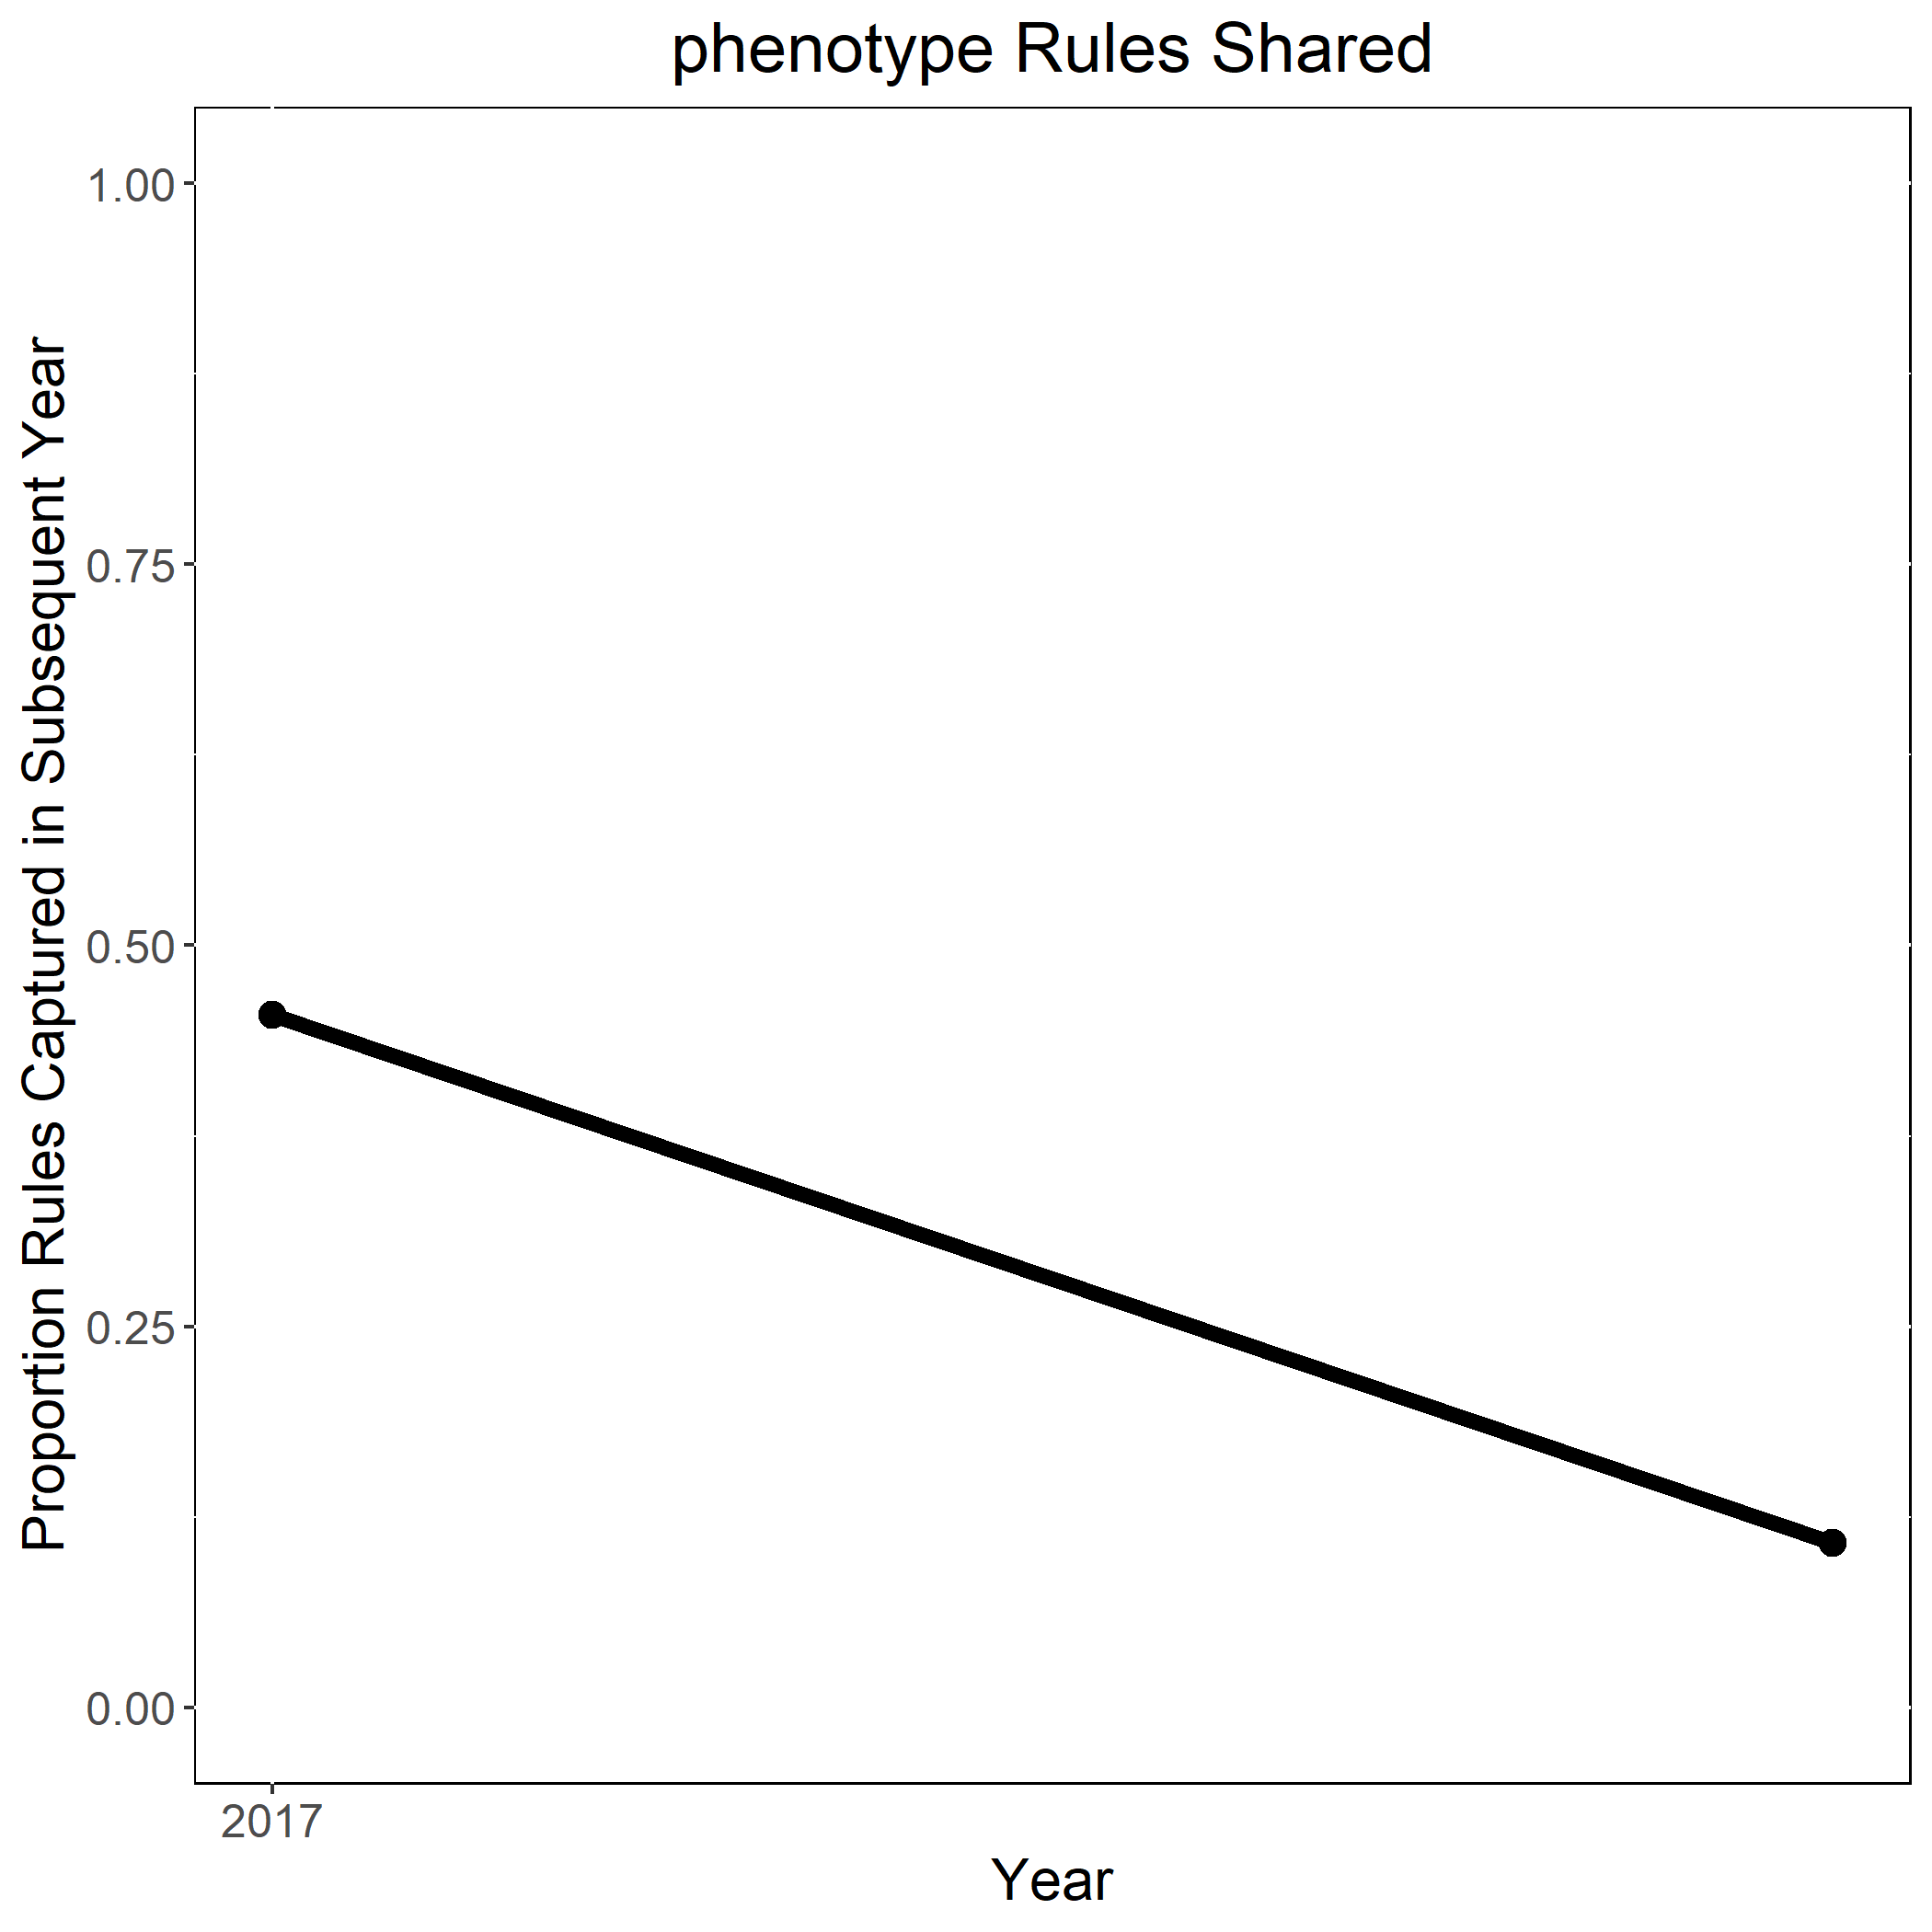 phenotype Rules Shared
Proportion Rules Captured in Subsequent Year
1.00
0.75
0.50
0.25
0.00
2017
Year